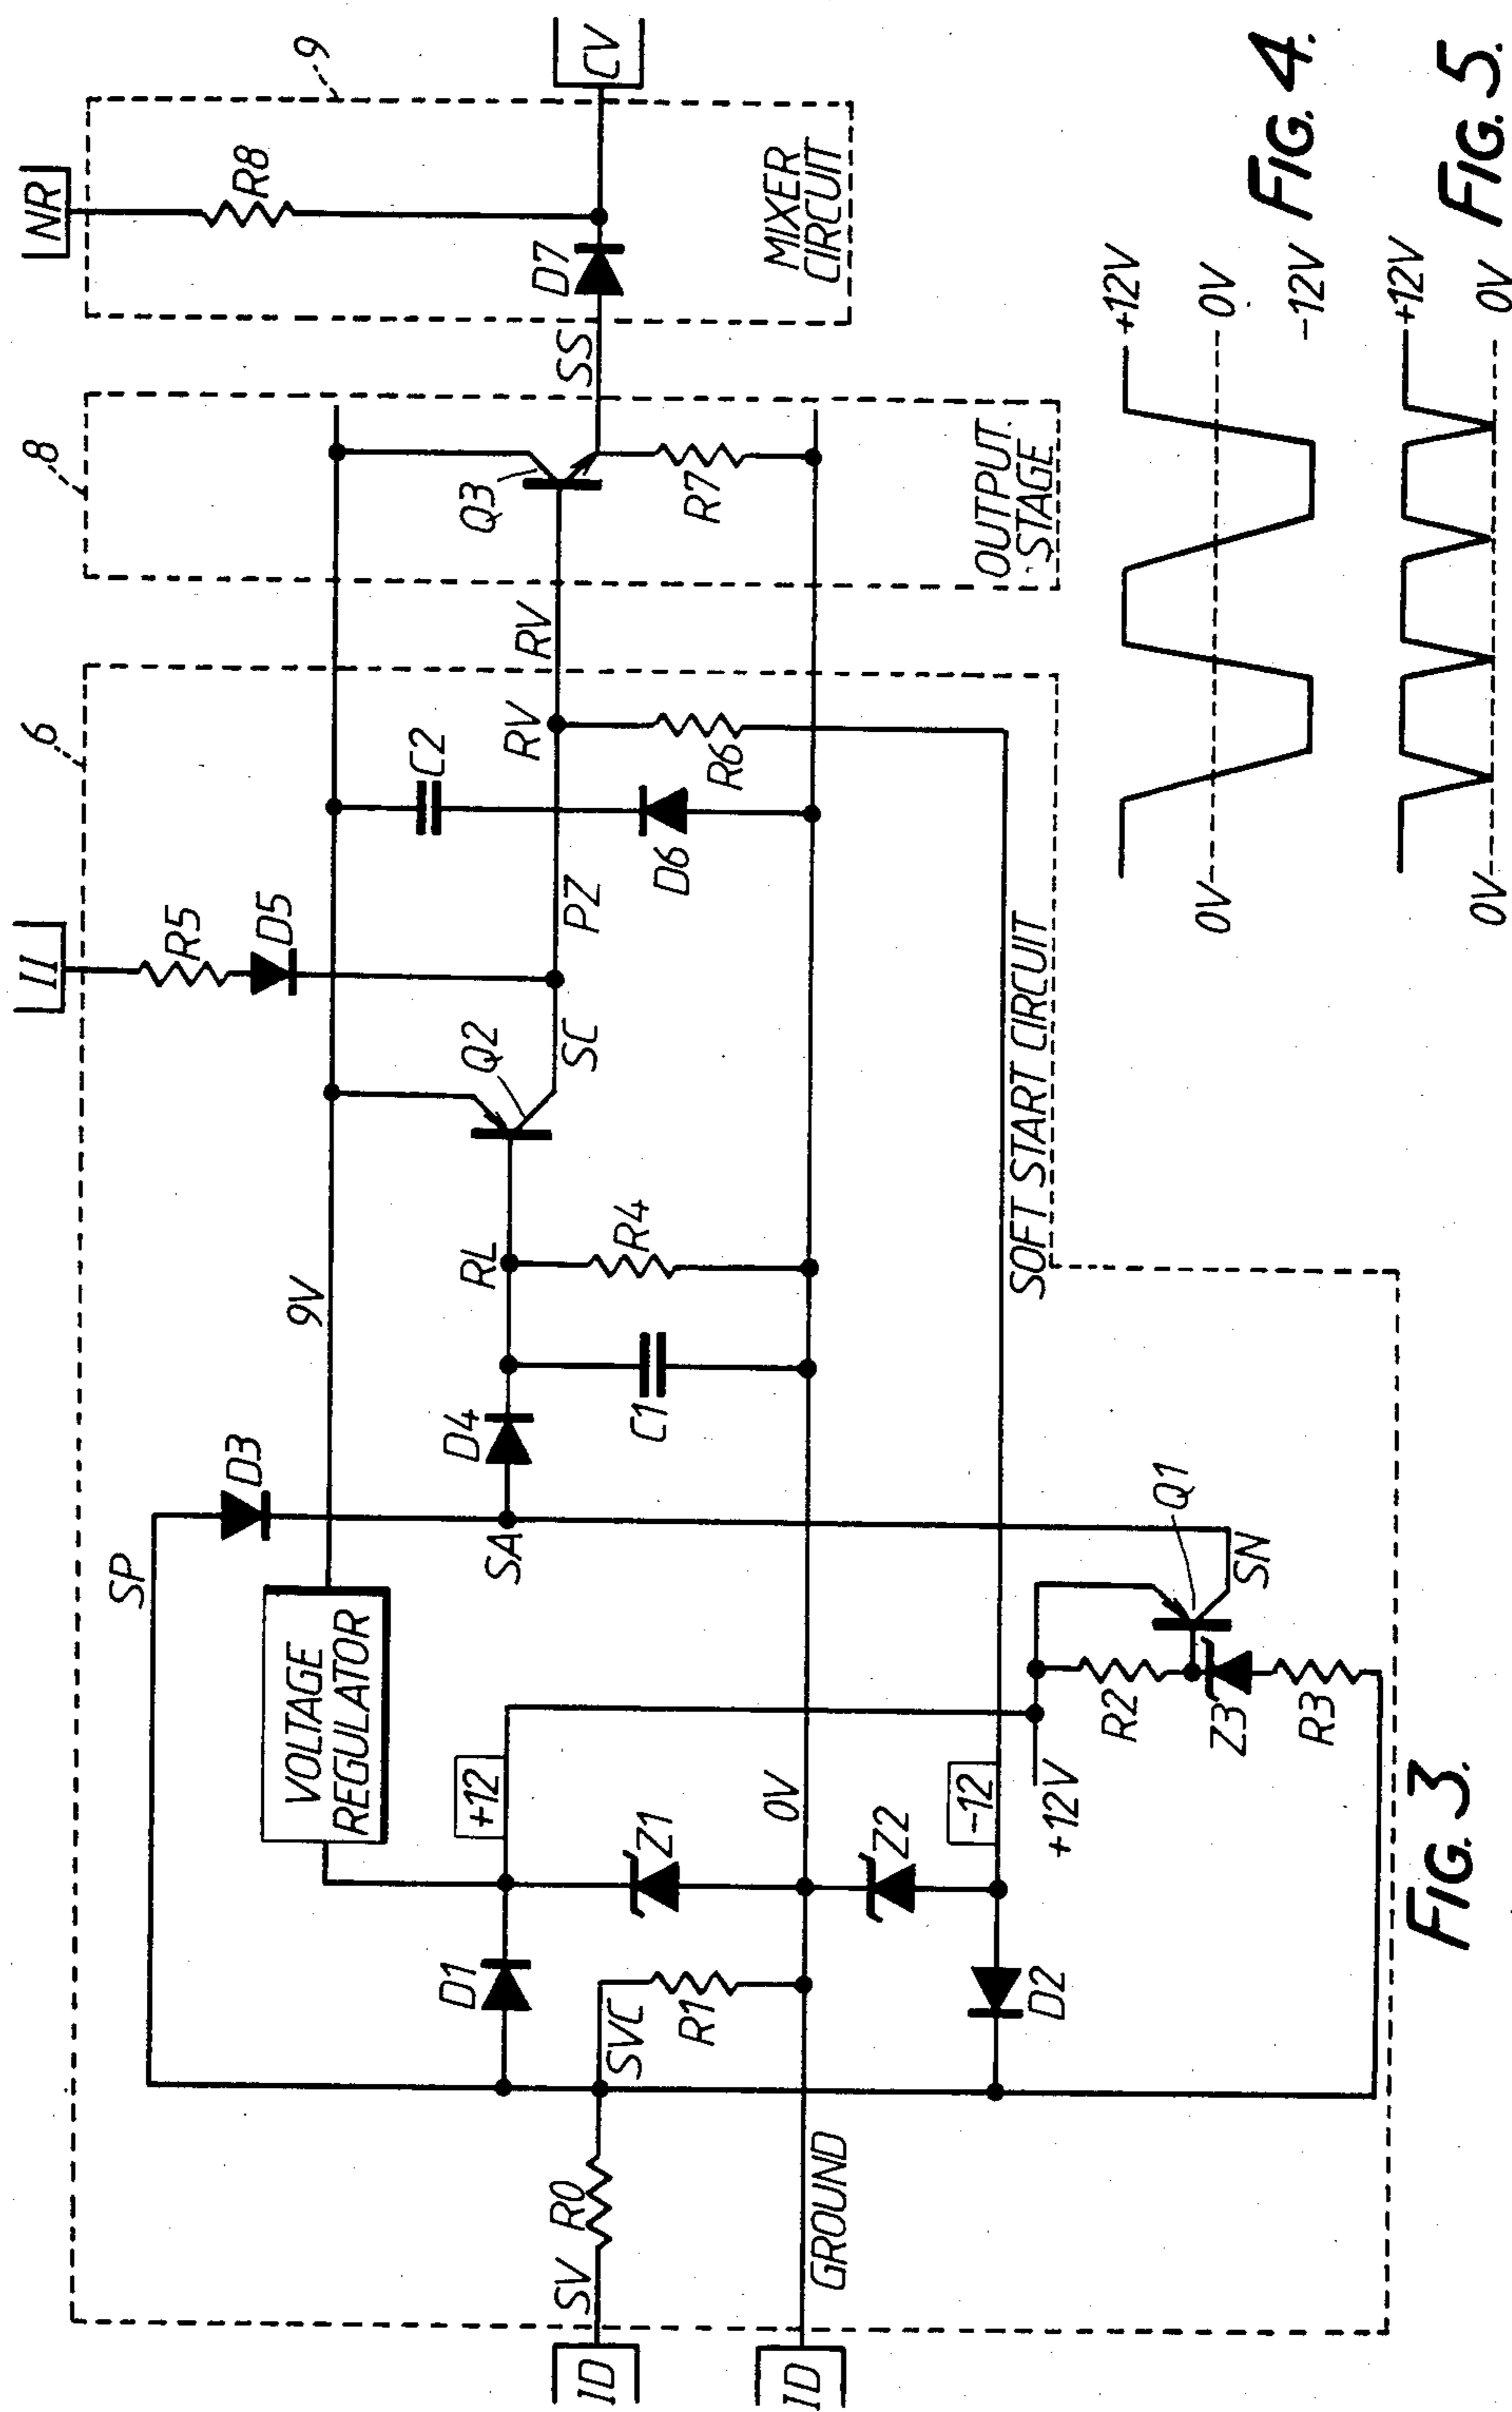 6
8
9
LL
NR
SP
D3
R5
D5
R8
VOLTAGE
REGULATOR
9V
C2
Q3
SS
D7
CV
D1
+12
SA
D4
RL
Q2
SC
PZ
RV
RV
SV
R0
SVC
R1
Z1
C1
R4
D6
R6
R7
MIXER
CIRCUIT
ID
0V
GROUND
ID
Z2
-12
D2
SOFT START CIRCUIT
OUTPUT
STAGE
+12V
R2
Z3
R3
Q1
SN
FIG. 3.
+12V
0V
0V
-12V
FIG. 4.
+12V
0V
0V
FIG. 5.